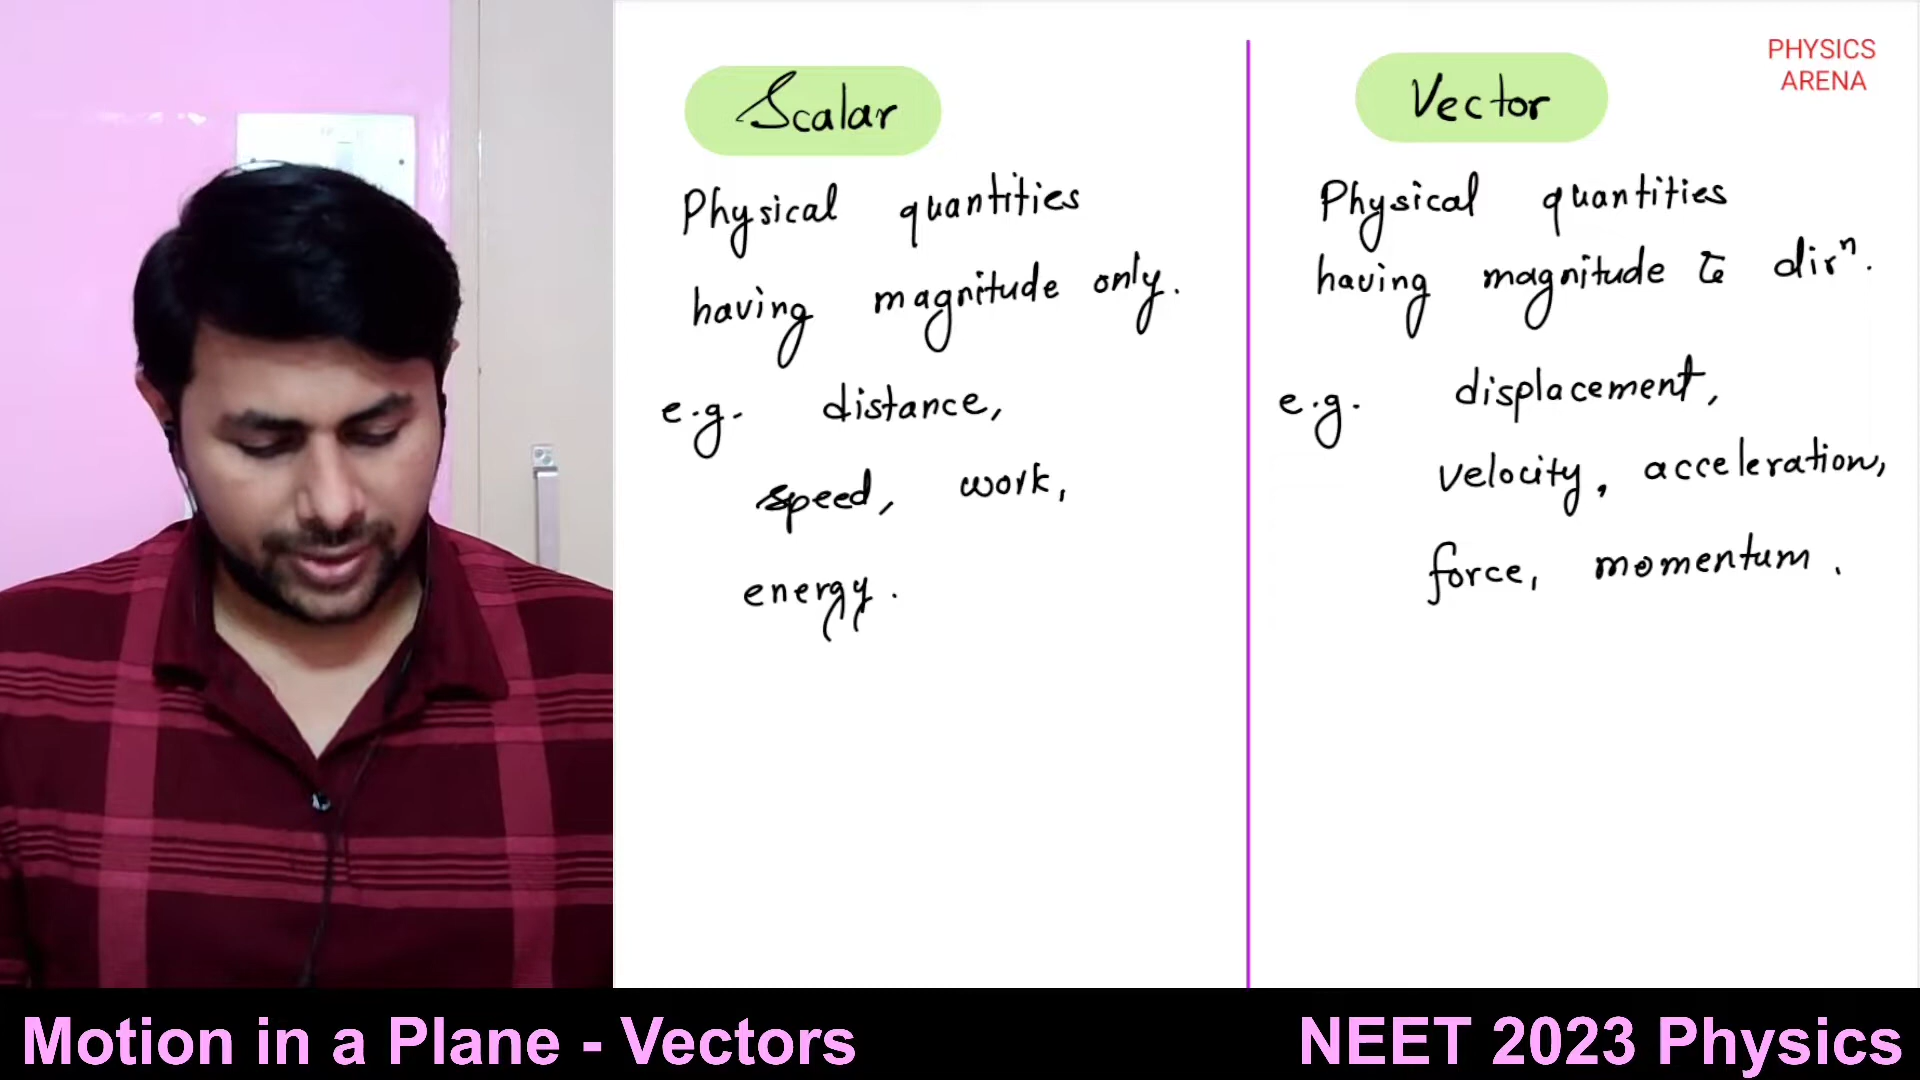 Scalar
Physical quantities
having magnitude only.
e.g. distance,
speed, work,
energy.
Vector
Physical quantities
having magnitude & dirⁿ.
e.g. displacement,
velocity, acceleration,
force, momentum.
PHYSICS
ARENA
Motion in a Plane - Vectors
NEET 2023 Physics